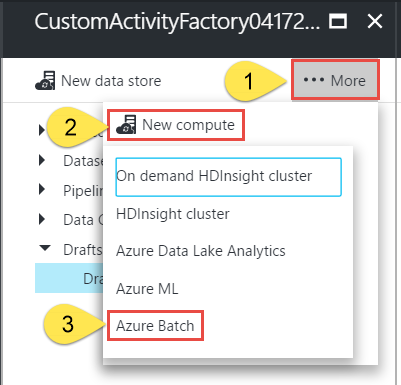 CustomActivityFactory04172...
New data store
1
... More
2
New compute
On demand HDInsight cluster
Datase
HDInsight cluster
Pipelin
Data
Azure Data Lake Analytics
Drafts
Dra
Azure ML
3
Azure Batch